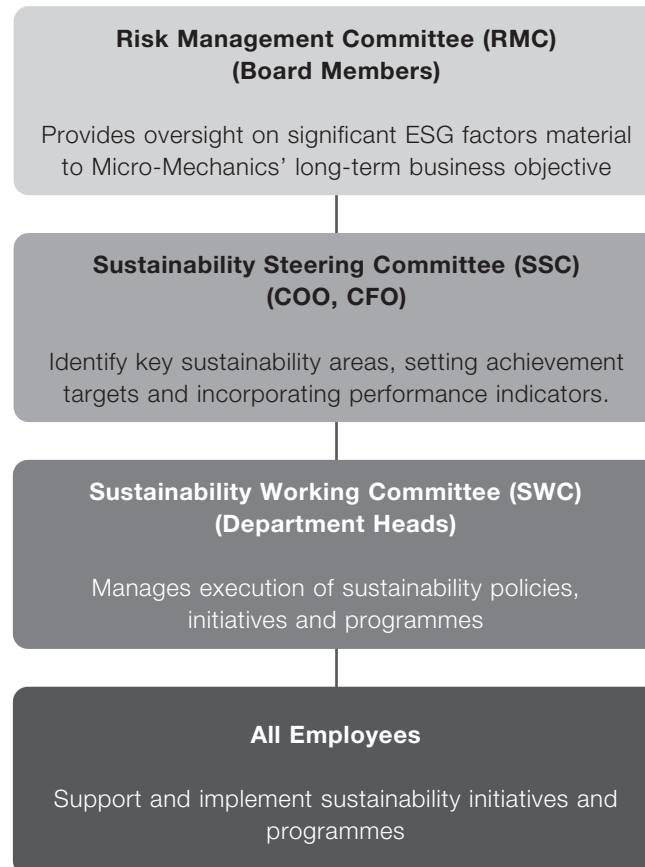 Risk Management Committee (RMC)
(Board Members)
Provides oversight on significant ESG factors material
to Micro-Mechanics’ long-term business objective
Sustainability Steering Committee (SSC)
(COO, CFO)
Identify key sustainability areas, setting achievement
targets and incorporating performance indicators.
Sustainability Working Committee (SWC)
(Department Heads)
Manages execution of sustainability policies,
initiatives and programmes
All Employees
Support and implement sustainability initiatives and
programmes